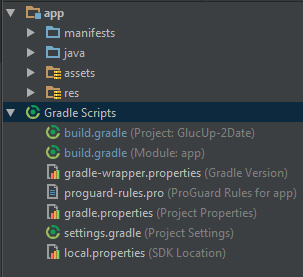 app
manifests
java
assets
res
Gradle Scripts
build.gradle (Project: GlucUp-2Date)
build.gradle (Module: app)
gradle-wrapper.properties (Gradle Version)
proguard-rules.pro (ProGuard Rules for app)
gradle.properties (Project Properties)
settings.gradle (Project Settings)
local.properties (SDK Location)